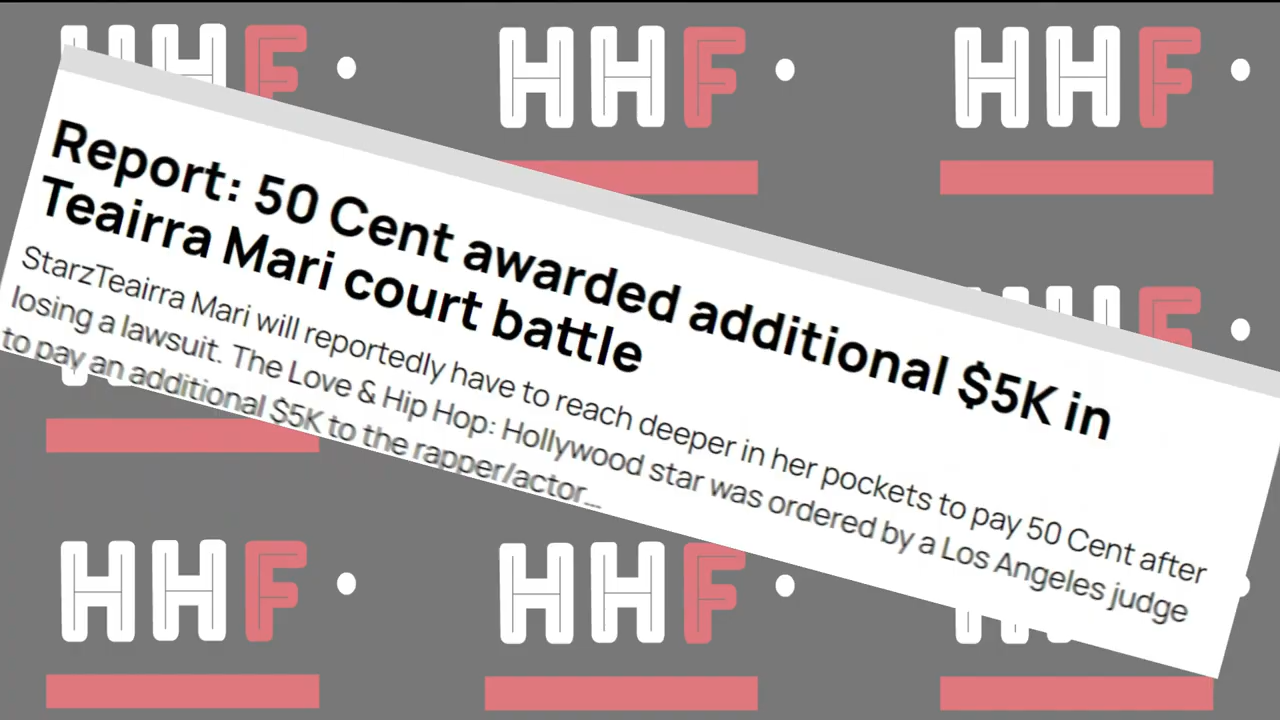 HHF HHF HHF
Report: 50 Cent awarded additional $5K in
Teairra Mari court battle
StarzTeairra Mari will reportedly have to reach deeper in her pockets to pay 50 Cent after
losing a lawsuit. The Love & Hip Hop: Hollywood star was ordered by a Los Angeles judge
to pay an additional $5K to the rapper/actor...
HHF HHF